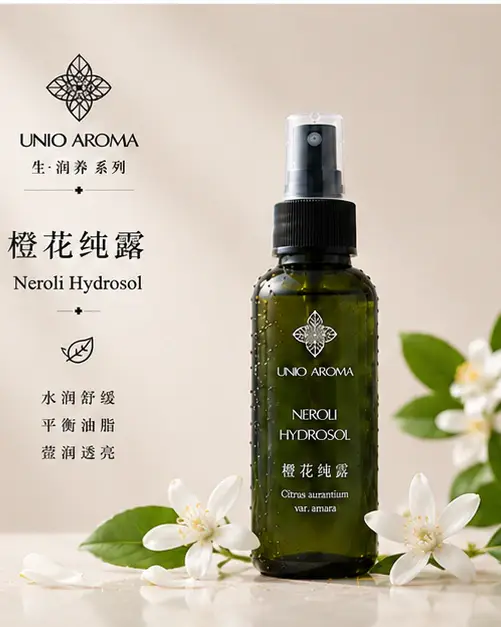 UNIO AROMA
生·润养系列
橙花纯露
Neroli Hydrosol
水润舒缓
平衡油脂
莹润透亮
UNIO AROMA
NEROLI
HYDROSOL
橙花纯露
Citrus aurantium
var. amara